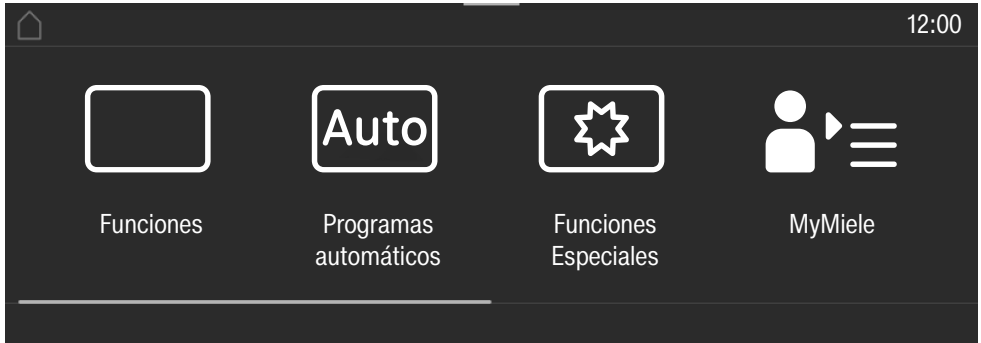 12:00
Auto
Funciones
Programas
automáticos
Funciones
Especiales
MyMiele